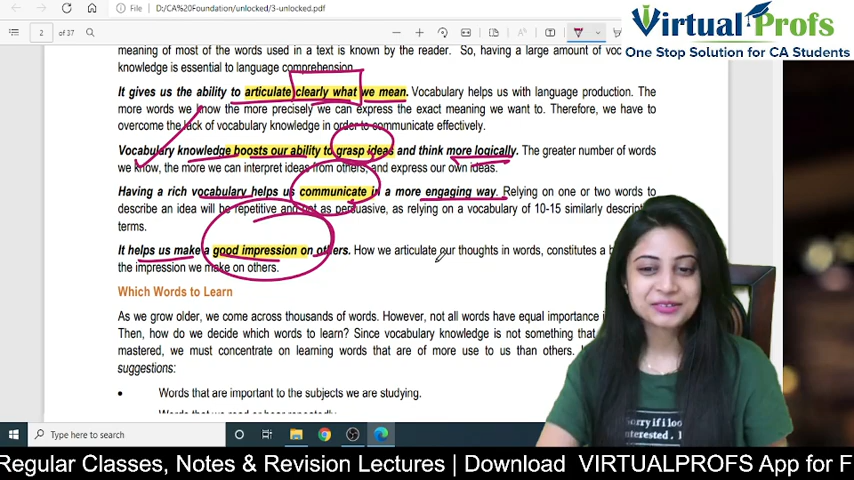 File
D:/CA%20Foundation/unlocked/3-unlocked.pdf
Virtual Profs
One Stop Solution for CA Students
2
of 37
meaning of most of the words used in a text is known by the reader. So, having a large amount of
knowledge is essential to language comprehension.
It gives us the ability to articulate clearly what we mean. Vocabulary helps us with language production. The
more words we know the more precisely we can express the exact meaning we want to. Therefore, we have to
overcome the lack of vocabulary knowledge in order to communicate effectively.
Vocabulary knowledge boosts our ability to grasp ideas and think more logically. The greater number of words
we know, the more we can interpret ideas from others, and express our own ideas.
Having a rich vocabulary helps us communicate in a more engaging way. Relying on one or two words to
describe an idea will be repetitive and not as persuasive, as relying on a vocabulary of 10-15 similarly
terms.
It helps us make a good impression on others. How we articulate our thoughts in words, constitutes a
the impression we make on others.
Which Words to Learn
As we grow older, we come across thousands of words. However, not all words have equal importance
Then, how do we decide which words to learn? Since vocabulary knowledge is not something that
mastered, we must concentrate on learning words that are of more use to us than others.
suggestions:
• Words that are important to the subjects we are studying.
Words that we read or hear repeatedly
Sorry if i
interested.
Type here to search
Regular Classes, Notes & Revision Lectures | Download VIRTUALPROFS App for F